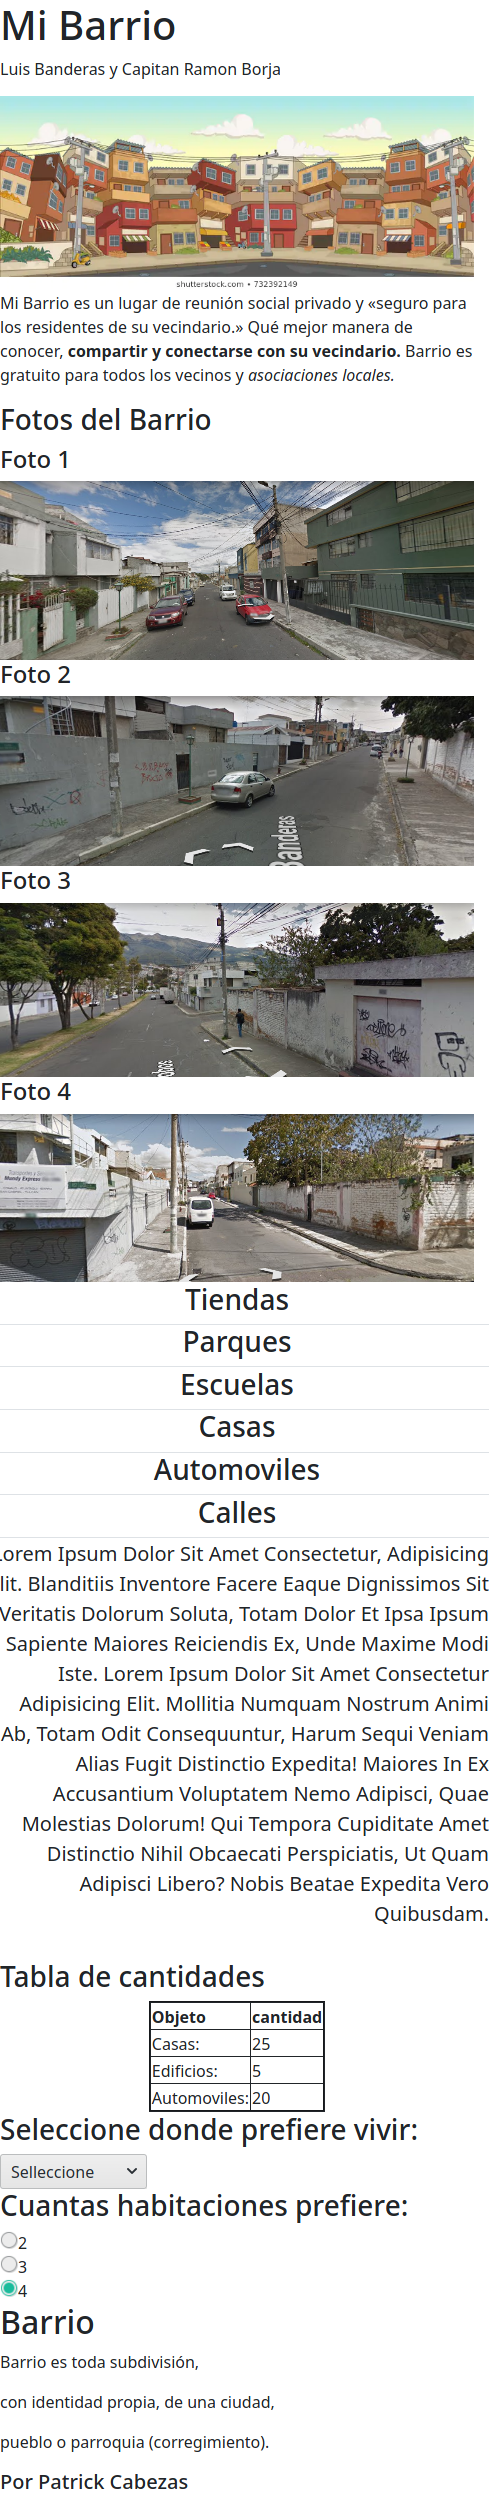 Mi Barrio
Luis Banderas y Capitan Ramon Borja
shutterstock.com • 732392149
Mi Barrio es un lugar de reunión social privado y «seguro para
los residentes de su vecindario.» Qué mejor manera de
conocer, compartir y conectarse con su vecindario. Barrio es
gratuito para todos los vecinos y asociaciones locales.
Fotos del Barrio
Foto 1
Foto 2
Banderas
Foto 3
Foto 4
Mundy Express
Tiendas
Parques
Escuelas
Casas
Automoviles
Calles
orem Ipsum Dolor Sit Amet Consectetur, Adipisicing
lit. Blanditiis Inventore Facere Eaque Dignissimos Sit
Veritatis Dolorum Soluta, Totam Dolor Et Ipsa Ipsum
Sapiente Maiores Reiciendis Ex, Unde Maxime Modi
Iste. Lorem Ipsum Dolor Sit Amet Consectetur
Adipisicing Elit. Mollitia Numquam Nostrum Animi
Ab, Totam Odit Consequuntur, Harum Sequi Veniam
Alias Fugit Distinctio Expedita! Maiores In Ex
Accusantium Voluptatem Nemo Adipisci, Quae
Molestias Dolorum! Qui Tempora Cupiditate Amet
Distinctio Nihil Obcaecati Perspiciatis, Ut Quam
Adipisci Libero? Nobis Beatae Expedita Vero
Quibusdam.
Tabla de cantidades
Objeto cantidad
Casas: 25
Edificios: 5
Automoviles: 20
Seleccione donde prefiere vivir:
Selleccione
Cuantas habitaciones prefiere:
2
3
4
Barrio
Barrio es toda subdivisión,
con identidad propia, de una ciudad,
pueblo o parroquia (corregimiento).
Por Patrick Cabezas